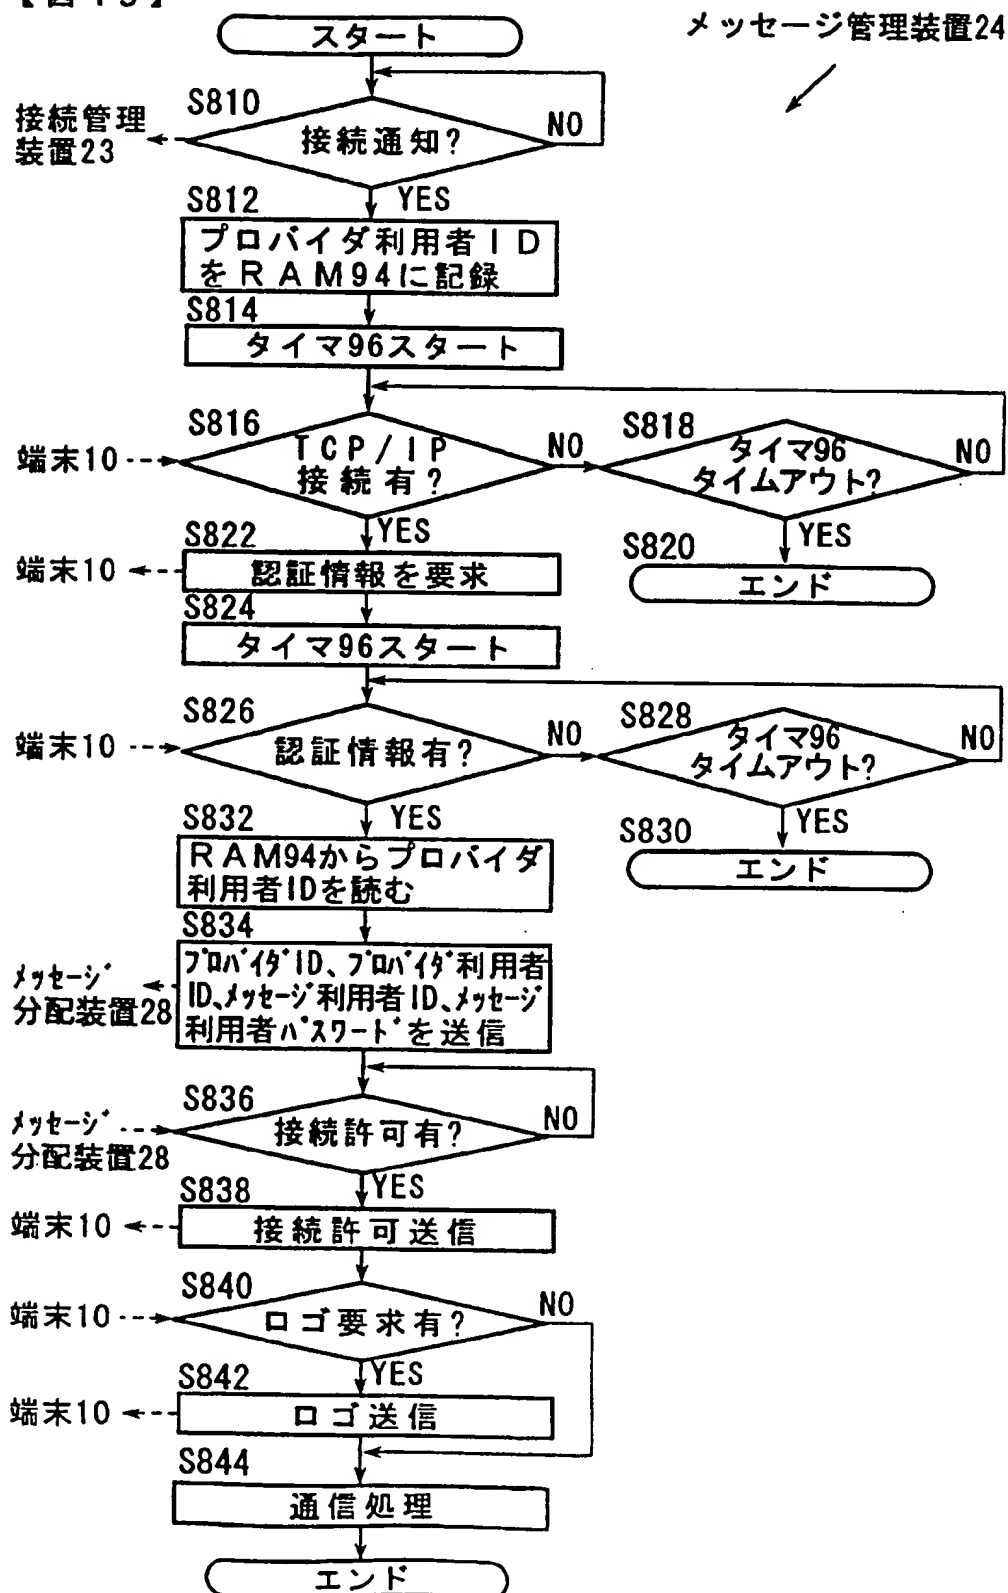 【図19】
メッセージ管理装置24
スタート
S810
接続管理
装置23
接続通知?
NO
YES
S812
プロバイダ利用者ID
をRAM94に記録
S814
タイマ96スタート
S816
端末10
TCP/IP
接続有?
NO
S818
タイマ96
タイムアウト?
NO
YES
YES
S820
エンド
S822
端末10
認証情報を要求
S824
タイマ96スタート
S826
端末10
認証情報有?
NO
S828
タイマ96
タイムアウト?
NO
YES
YES
S830
エンド
S832
RAM94からプロバイダ
利用者IDを読む
S834
メッセージ
分配装置28
プロバイダID、プロバイダ利用者
ID、メッセージ利用者ID、メッセージ
利用者パスワードを送信
S836
メッセージ
分配装置28
接続許可有?
NO
YES
S838
端末10
接続許可送信
S840
端末10
ロゴ要求有?
NO
YES
S842
端末10
ロゴ送信
S844
通信処理
エンド